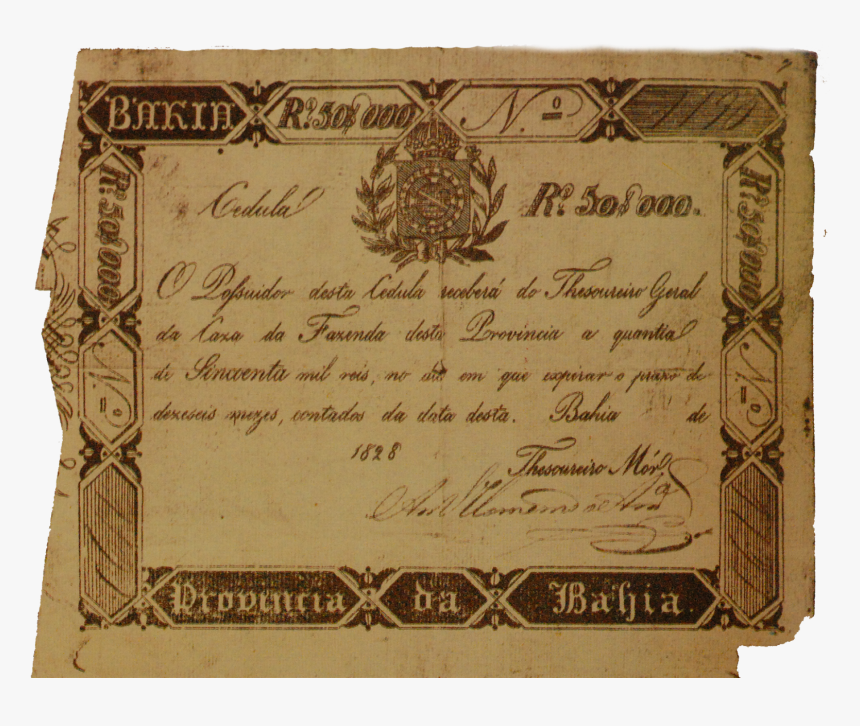 BAHIA Rs. 50$000 N.º
Cedula Rs. 50$000.
Rs. 50$000
Rs. 50$000
O Possuidor desta Cedula receberá do Thesoureiro Geral
da Caza da Fazenda desta Provincia a quantia
de Sincoenta mil reis, no dia em que expirar o prazo de
dezeseis mezes, contados da data desta. Bahia de
1828
N.º
N.º
Thesoureiro Mór
Provincia da Bahia.